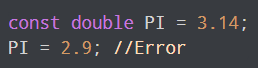 const double PI = 3.14;
PI = 2.9; //Error